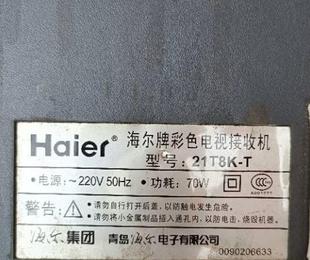 Haier® 海尔牌彩色电视接收机
型号: 21T8K-T
电源: ~220V 50Hz 功耗: 70W
警告: 请勿自行打开后盖, 以防触电发生危险。
请勿将小金属制品插入通孔内, 以防电击、烧毁机器。
海尔集团 青岛海尔电子有限公司
0090206633